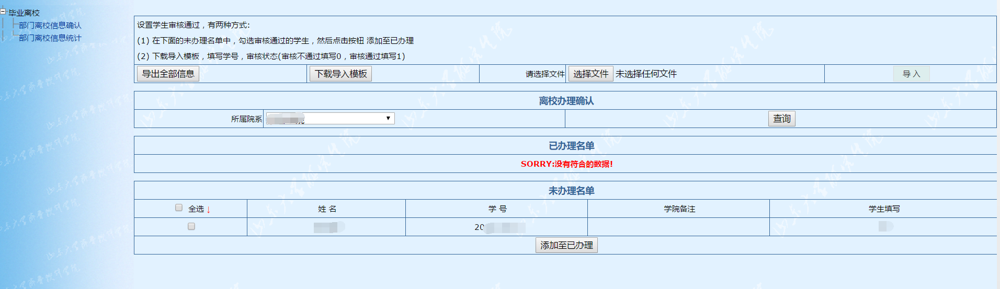 毕业离校
部门离校信息确认
部门离校信息统计
设置学生审核通过，有两种方式：
(1) 在下面的未办理名单中，勾选审核通过的学生，然后点击按钮 添加至已办理
(2) 下载导入模板，填写学号，审核状态(审核不通过填写0，审核通过填写1)
导出全部信息 下载导入模板 请选择文件 选择文件 未选择任何文件 导 入
离校办理确认
所属院系 院 查询
已办理名单
SORRY:没有符合的数据!
未办理名单
全选↓ 姓 名 学 号 学院备注 学生填写
20
添加至已办理